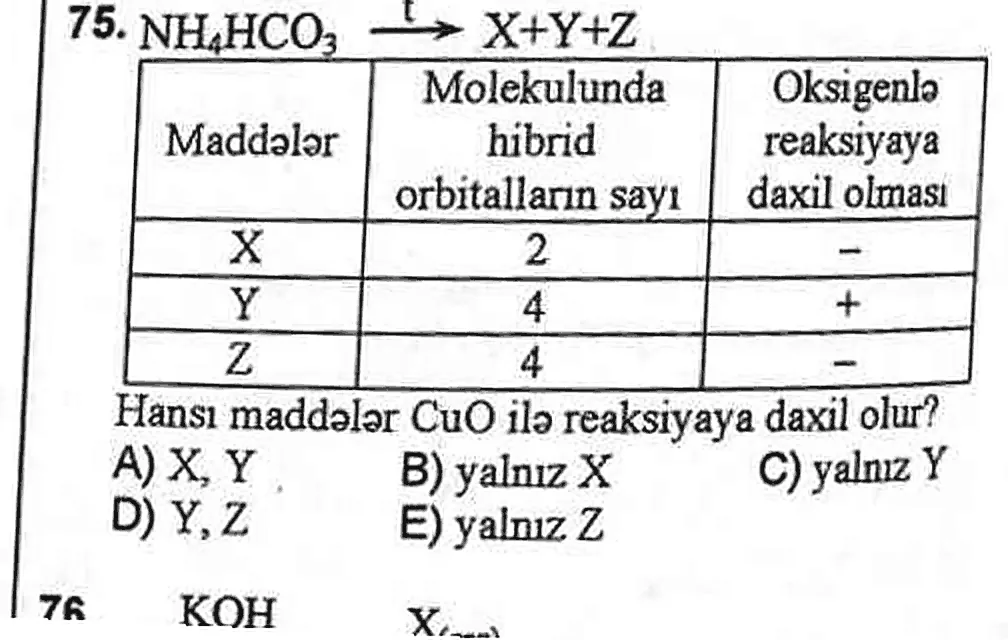 75. NH₄HCO₃ —t→ X+Y+Z
Maddələr | Molekulunda hibrid orbitalların sayı | Oksigenlə reaksiyaya daxil olması
X | 2 | –
Y | 4 | +
Z | 4 | –
Hansı maddələr CuO ilə reaksiyaya daxil olur?
A) X, Y B) yalnız X C) yalnız Y
D) Y, Z E) yalnız Z
76 KOH X